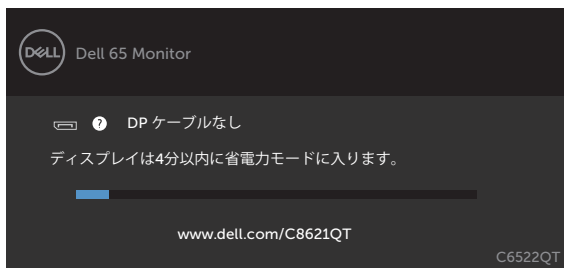 DELL Dell 65 Monitor
? DP ケーブルなし
ディスプレイは4分以内に省電力モードに入ります。
www.dell.com/C8621QT
C6522QT